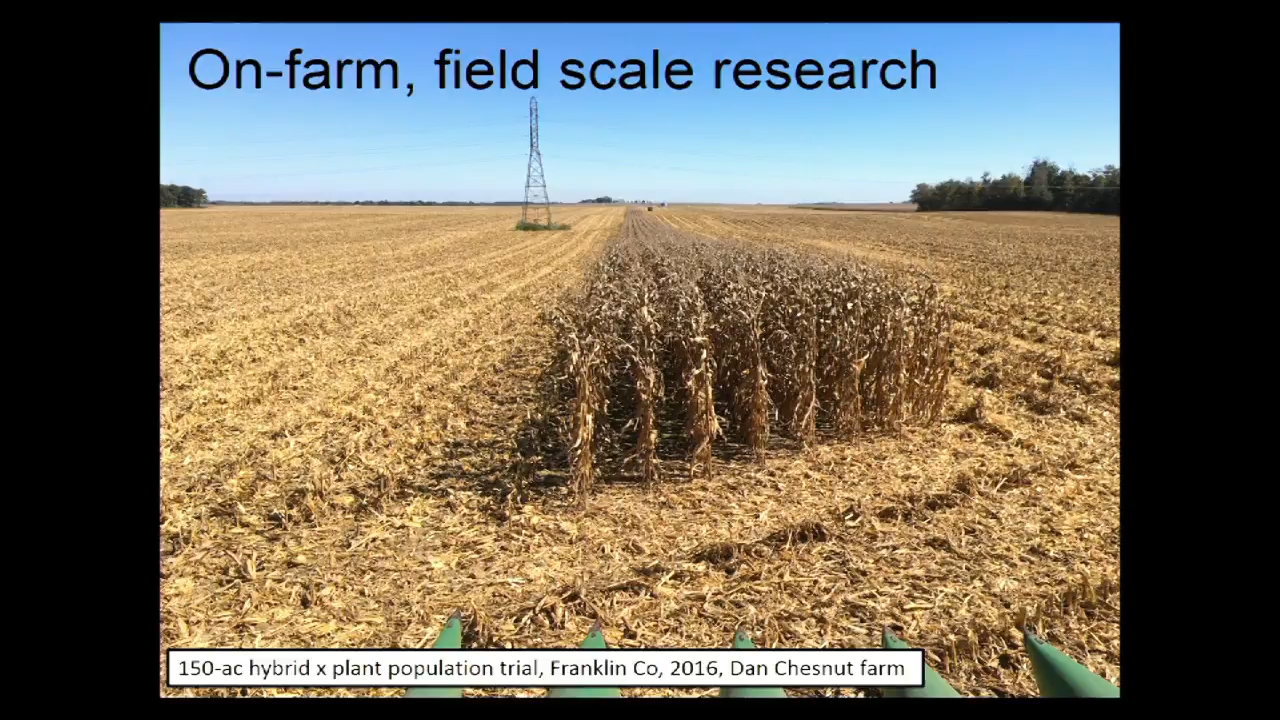 On-farm, field scale research
150-ac hybrid x plant population trial, Franklin Co, 2016, Dan Chesnut farm